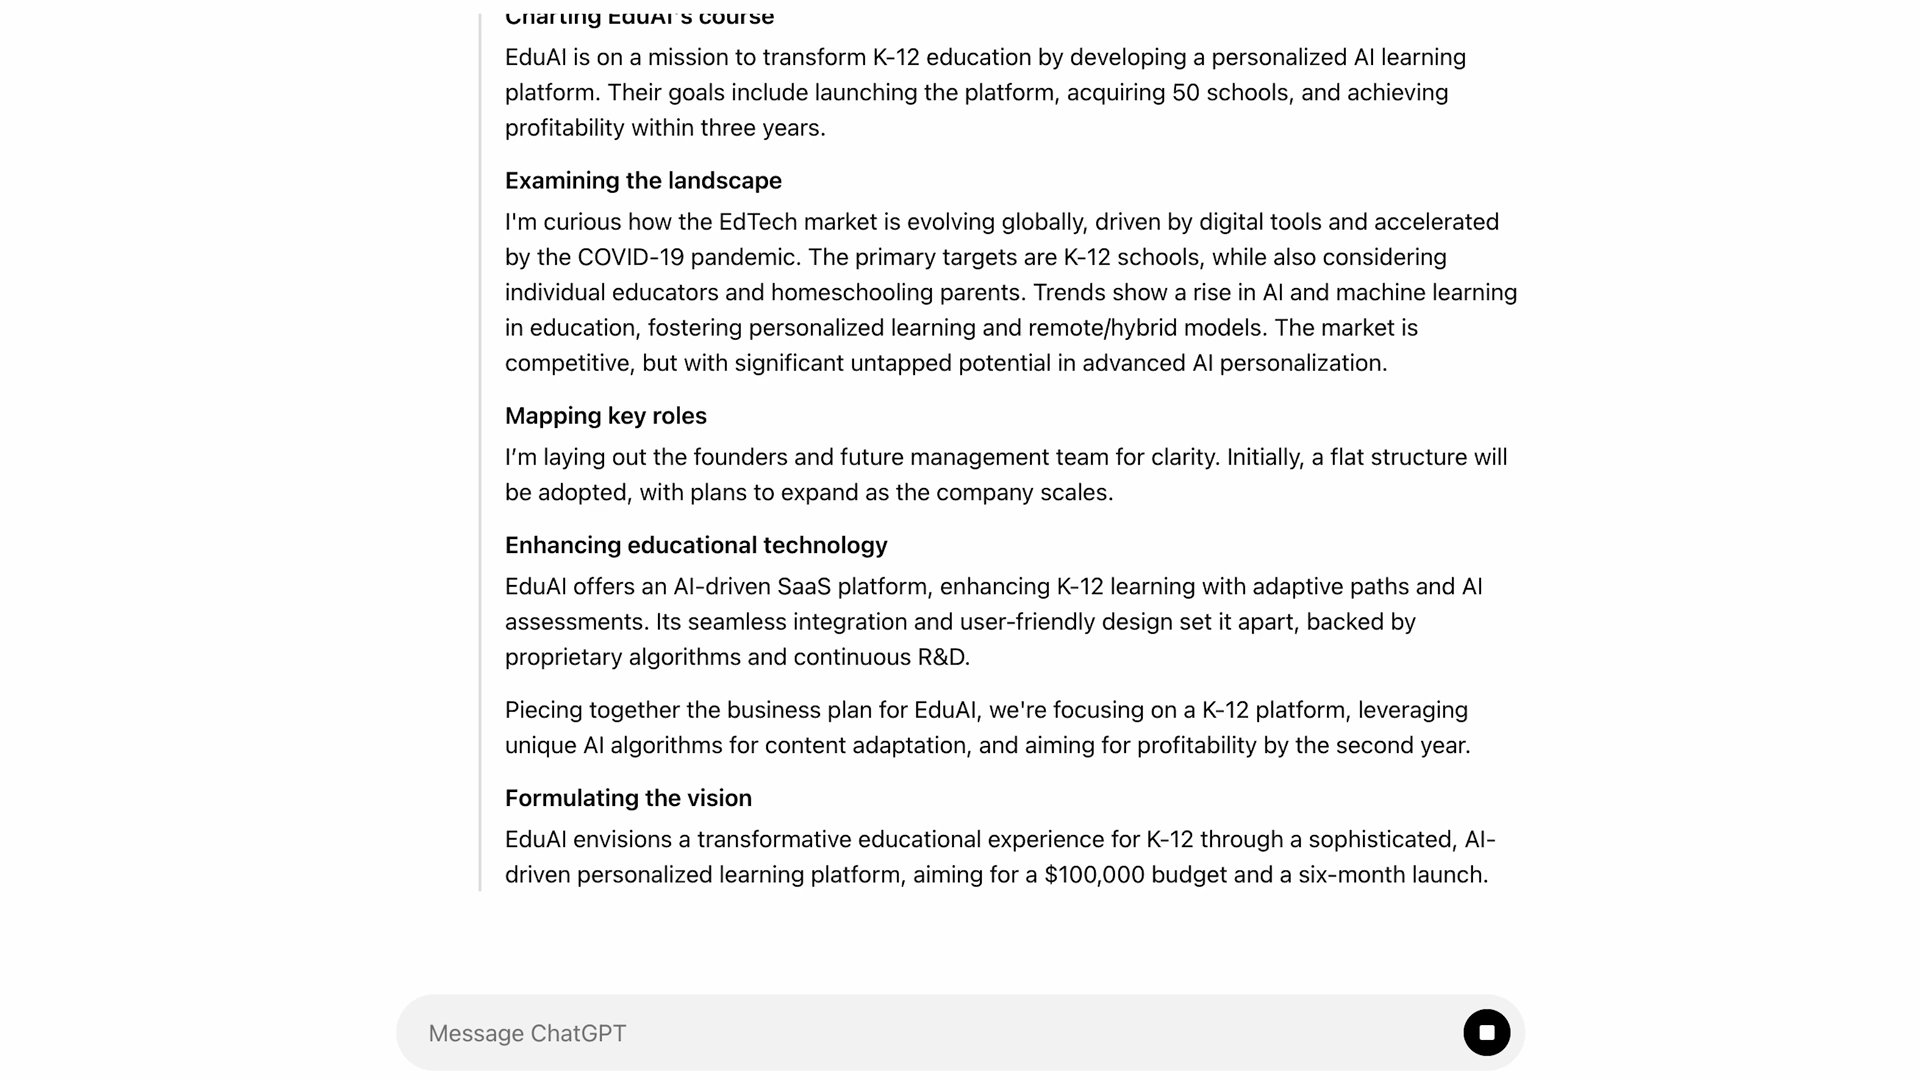 Charting EduAI's course
EduAI is on a mission to transform K-12 education by developing a personalized AI learning
platform. Their goals include launching the platform, acquiring 50 schools, and achieving
profitability within three years.
Examining the landscape
I'm curious how the EdTech market is evolving globally, driven by digital tools and accelerated
by the COVID-19 pandemic. The primary targets are K-12 schools, while also considering
individual educators and homeschooling parents. Trends show a rise in AI and machine learning
in education, fostering personalized learning and remote/hybrid models. The market is
competitive, but with significant untapped potential in advanced AI personalization.
Mapping key roles
I’m laying out the founders and future management team for clarity. Initially, a flat structure will
be adopted, with plans to expand as the company scales.
Enhancing educational technology
EduAI offers an AI-driven SaaS platform, enhancing K-12 learning with adaptive paths and AI
assessments. Its seamless integration and user-friendly design set it apart, backed by
proprietary algorithms and continuous R&D.
Piecing together the business plan for EduAI, we're focusing on a K-12 platform, leveraging
unique AI algorithms for content adaptation, and aiming for profitability by the second year.
Formulating the vision
EduAI envisions a transformative educational experience for K-12 through a sophisticated, AI-
driven personalized learning platform, aiming for a $100,000 budget and a six-month launch.
Message ChatGPT